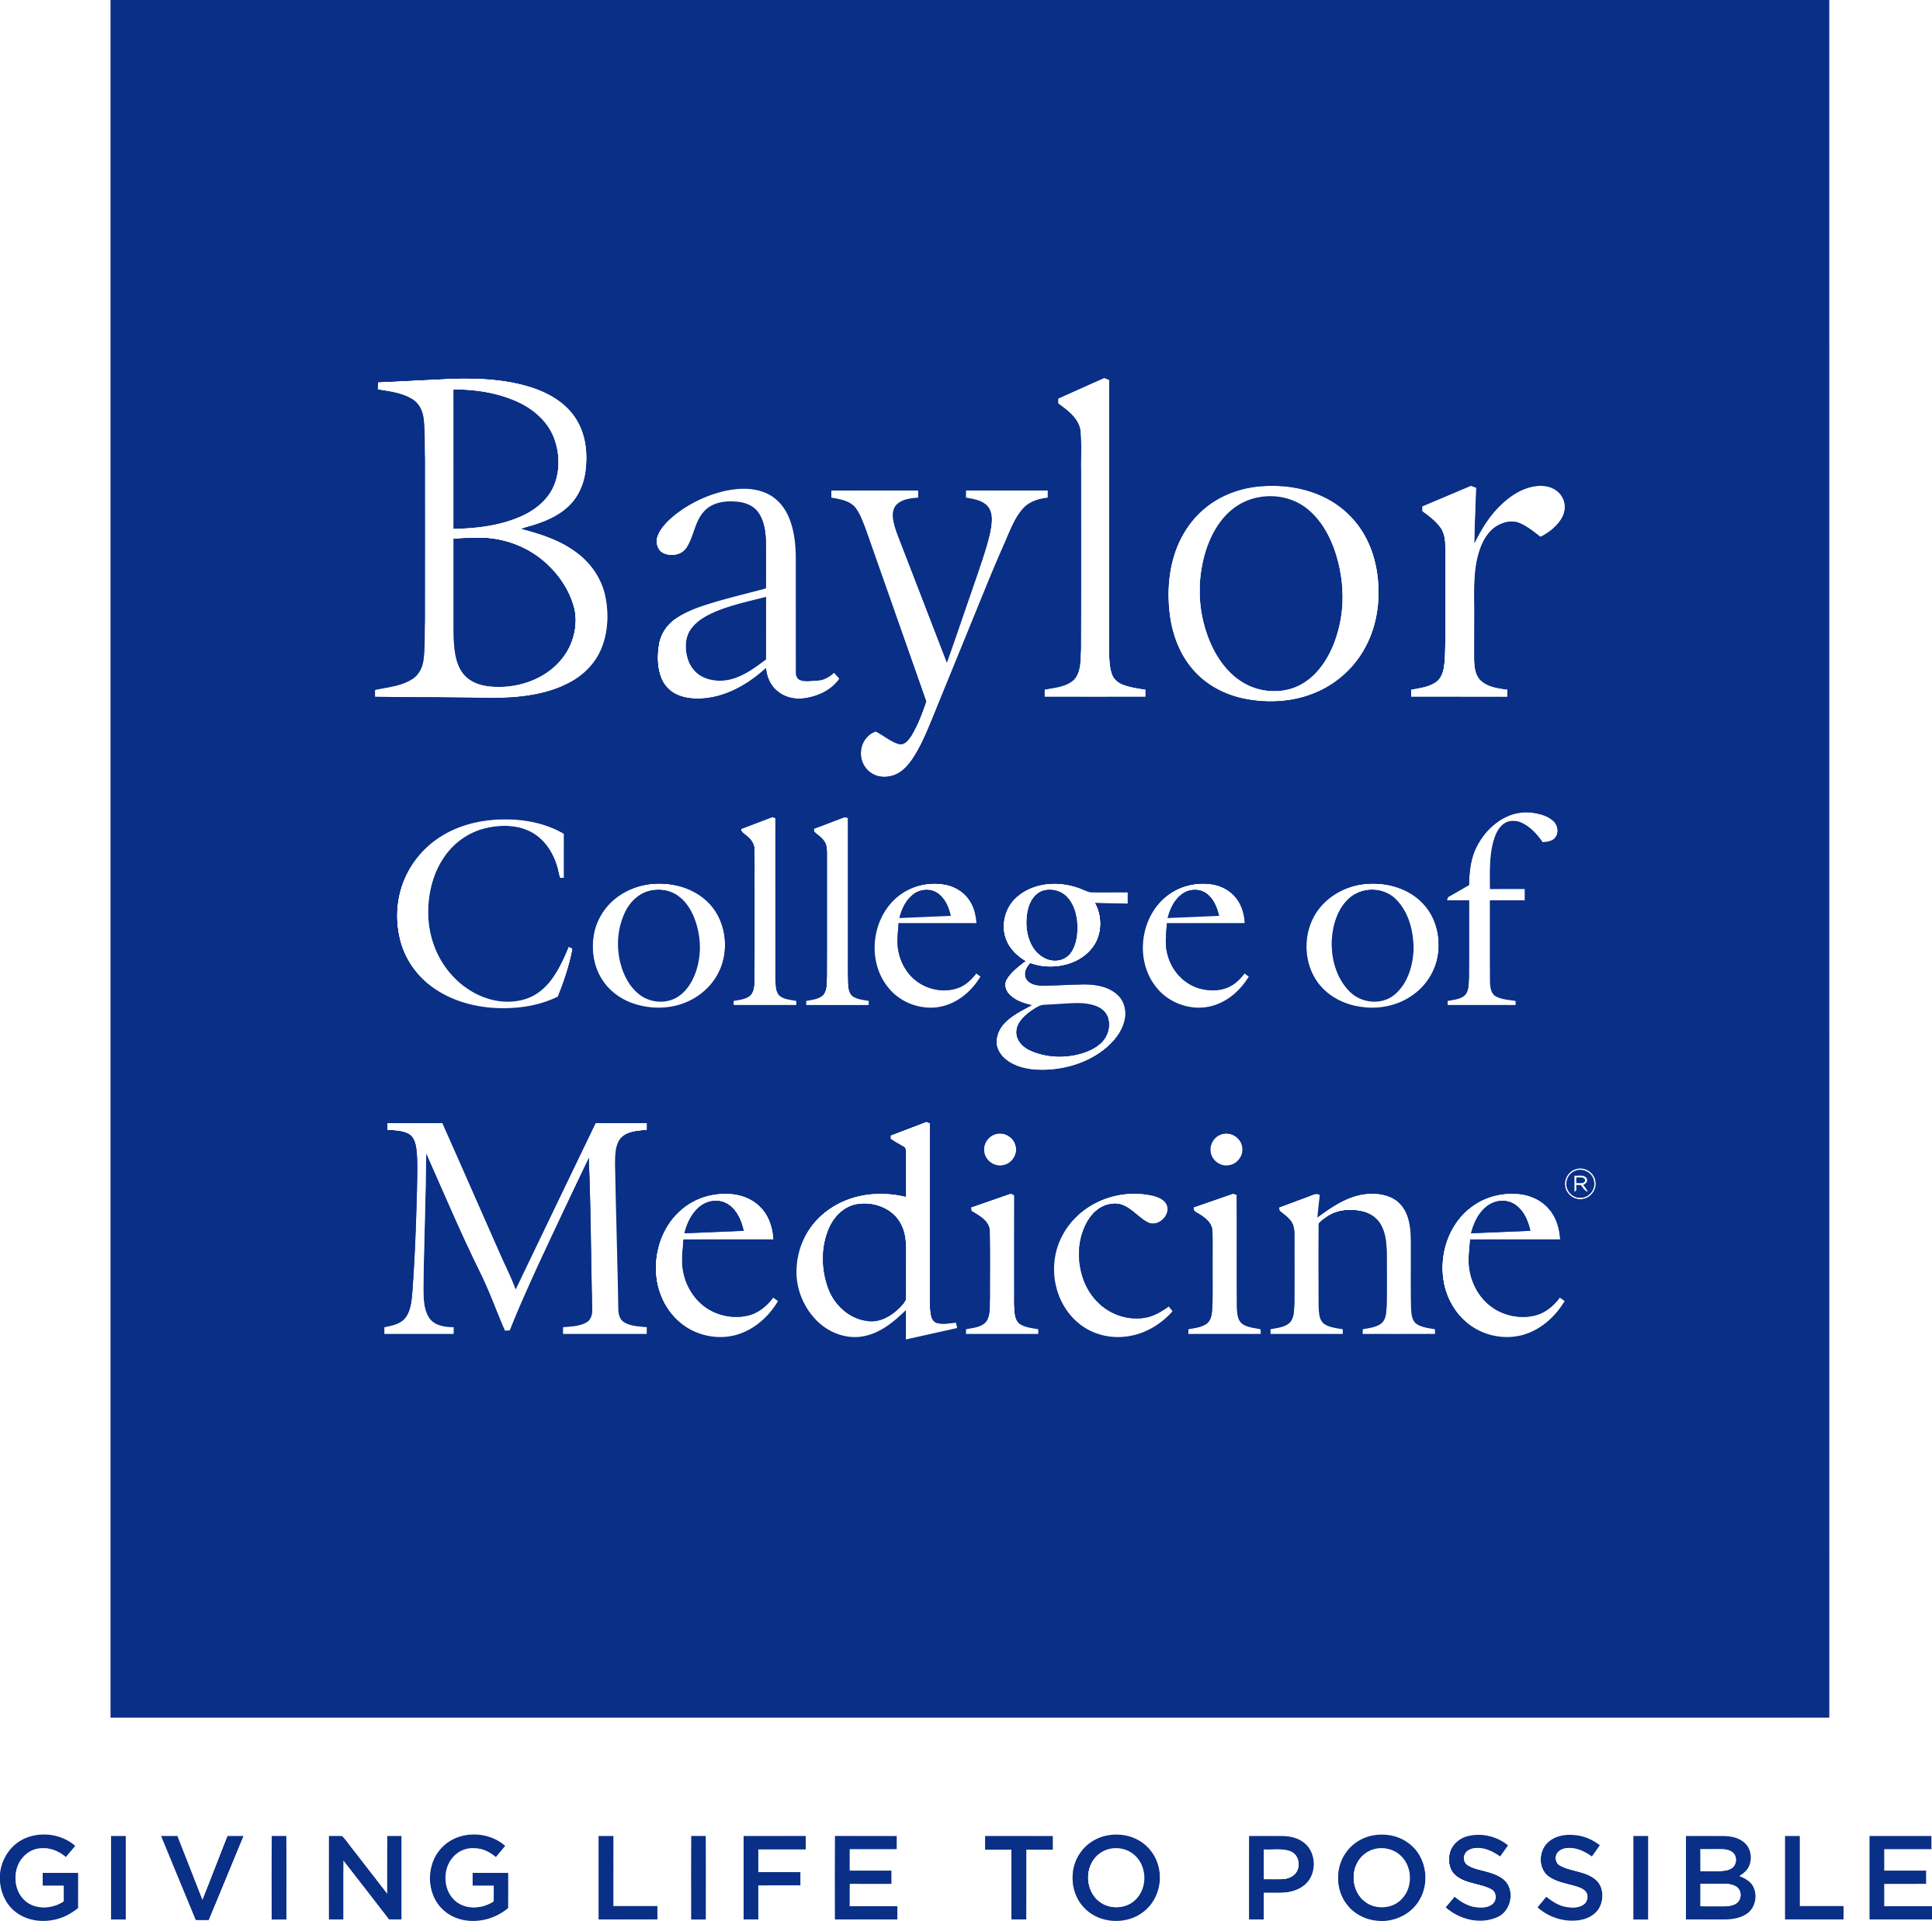 Baylor
College of
Medicine®
GIVING LIFE TO POSSIBLE